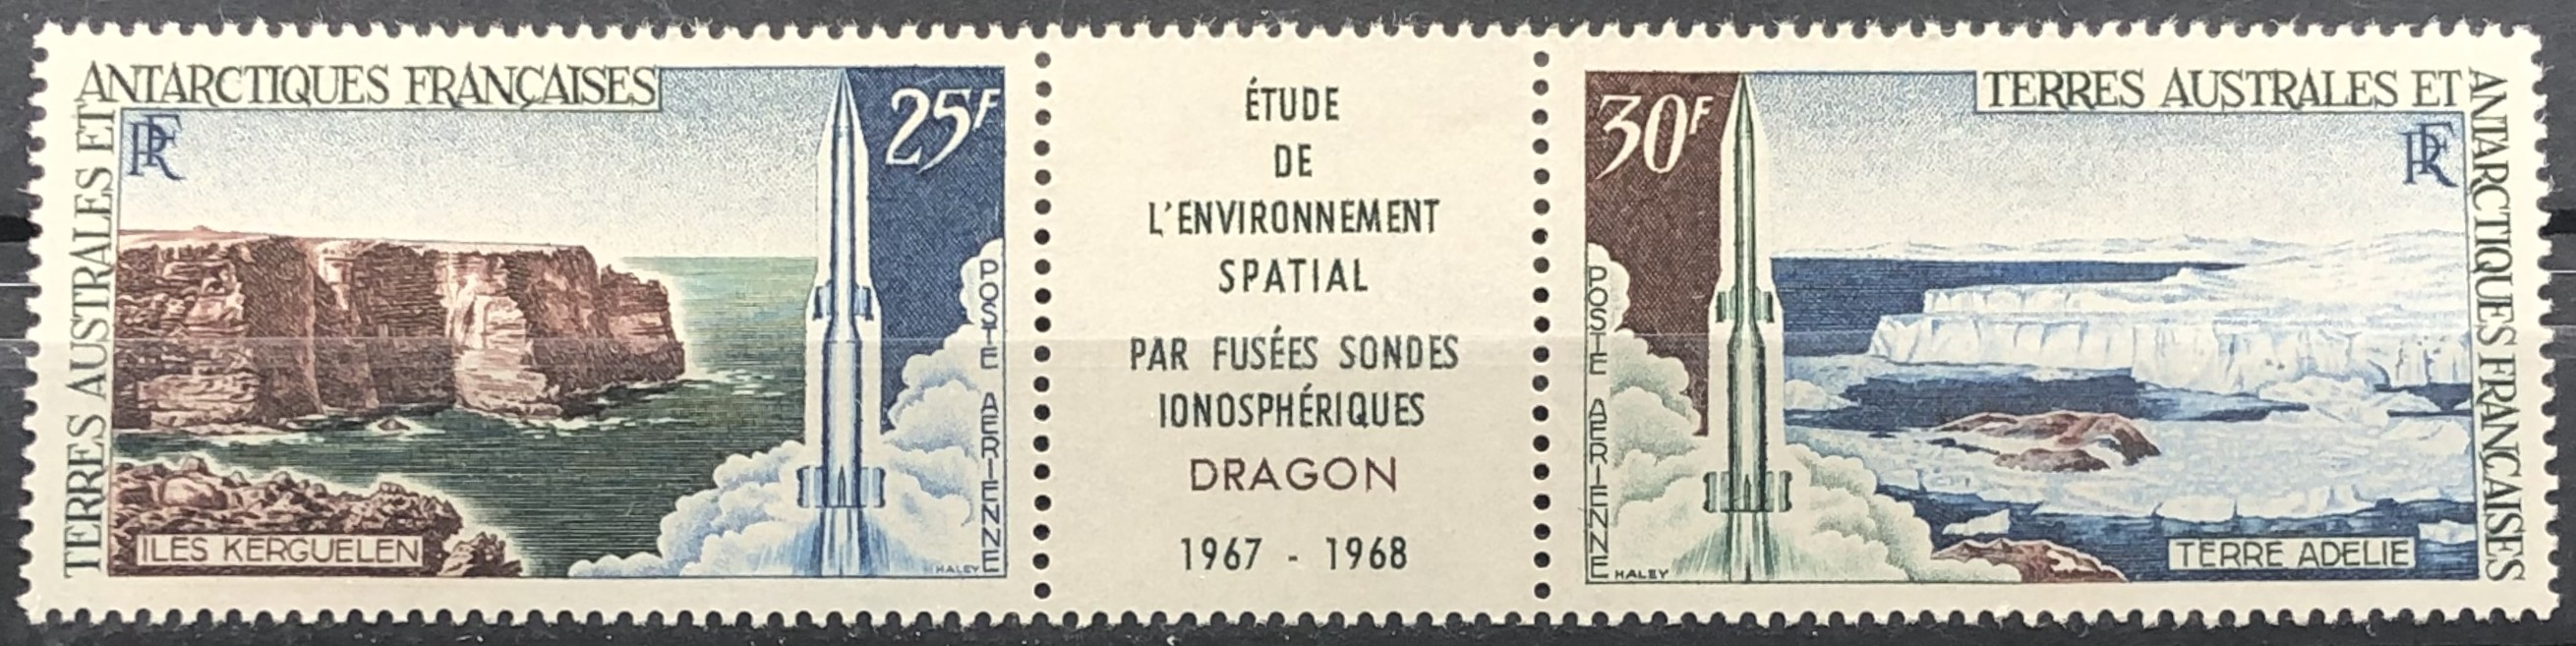 TERRES AUSTRALES ET
ANTARCTIQUES FRANÇAISES
RF
25F
POSTE AERIENNE
ILES KERGUELEN
HALEY
ÉTUDE
DE
L'ENVIRONNEMENT
SPATIAL
PAR FUSÉES SONDES
IONOSPHÉRIQUES
DRAGON
1967 - 1968
30F
TERRES AUSTRALES ET
ANTARCTIQUES FRANÇAISES
RF
POSTE AERIENNE
HALEY
TERRE ADELIE